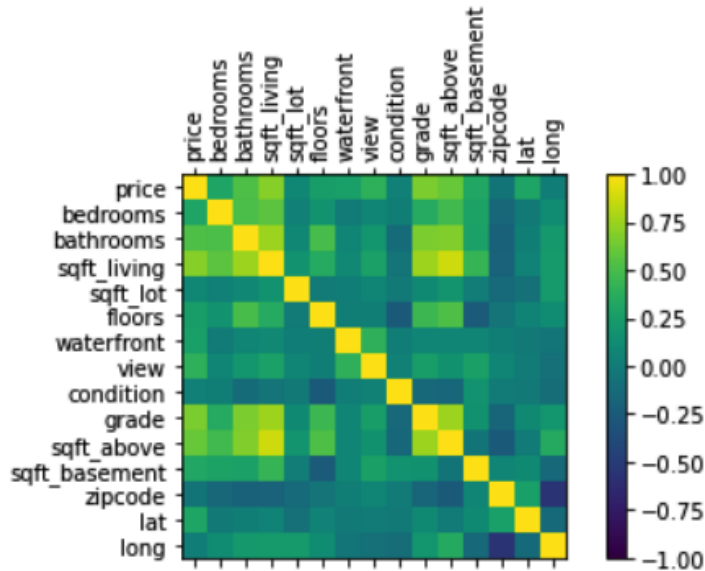 price
bedrooms
bathrooms
sqft_living
sqft_lot
floors
waterfront
view
condition
grade
sqft_above
sqft_basement
zipcode
lat
long
price
bedrooms
bathrooms
sqft_living
sqft_lot
floors
waterfront
view
condition
grade
sqft_above
sqft_basement
zipcode
lat
long
1.00
0.75
0.50
0.25
0.00
−0.25
−0.50
−0.75
−1.00